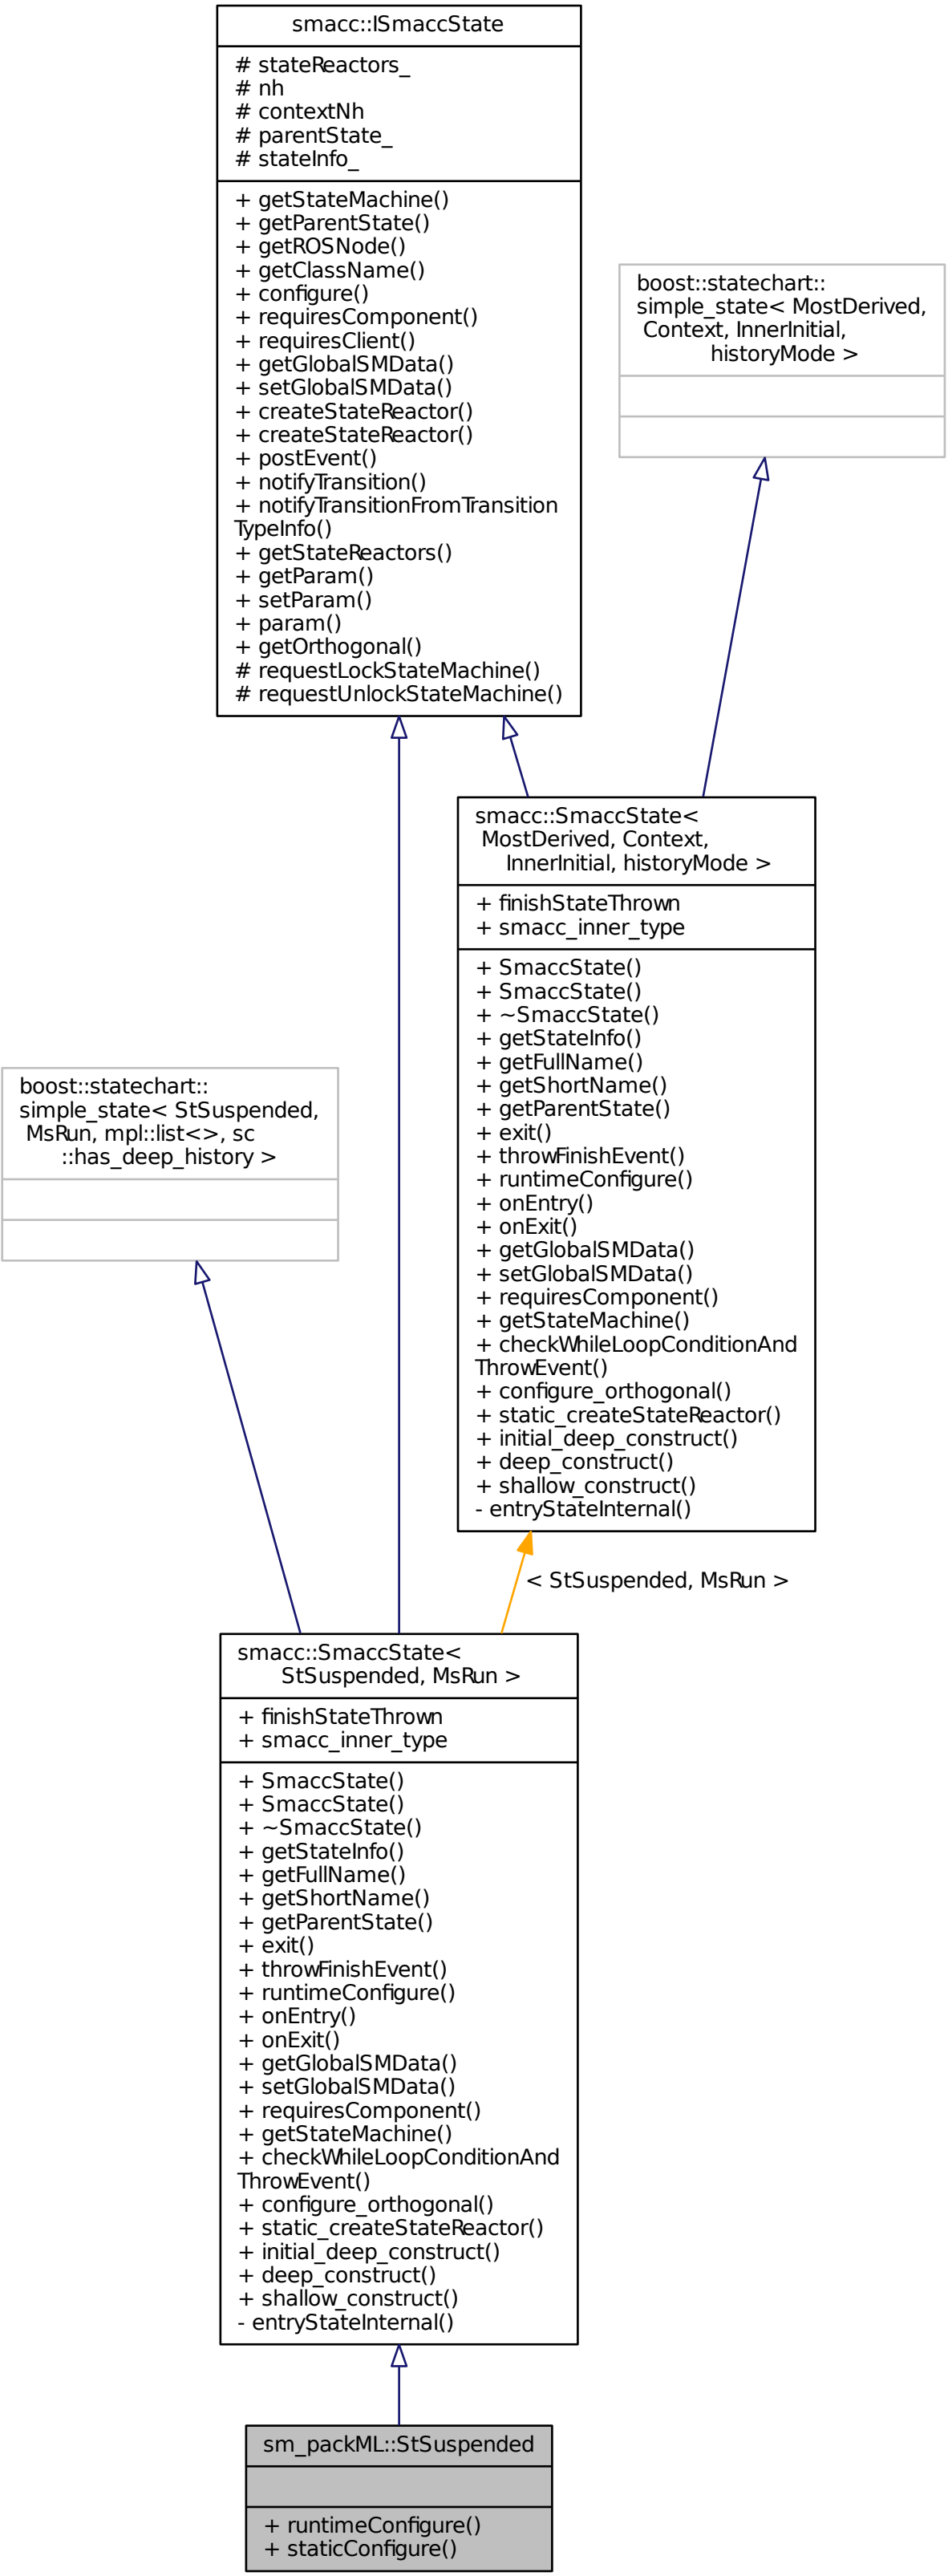 smacc::ISmaccState
# stateReactors_
# nh
# contextNh
# parentState_
# stateInfo_
+ getStateMachine()
+ getParentState()
+ getROSNode()
+ getClassName()
+ configure()
+ requiresComponent()
+ requiresClient()
+ getGlobalSMData()
+ setGlobalSMData()
+ createStateReactor()
+ createStateReactor()
+ postEvent()
+ notifyTransition()
+ notifyTransitionFromTransition
TypeInfo()
+ getStateReactors()
+ getParam()
+ setParam()
+ param()
+ getOrthogonal()
# requestLockStateMachine()
# requestUnlockStateMachine()
boost::statechart::
simple_state< MostDerived,
Context, InnerInitial,
historyMode >
smacc::SmaccState<
MostDerived, Context,
InnerInitial, historyMode >
+ finishStateThrown
+ smacc_inner_type
+ SmaccState()
+ SmaccState()
+ ~SmaccState()
+ getStateInfo()
+ getFullName()
+ getShortName()
+ getParentState()
+ exit()
+ throwFinishEvent()
+ runtimeConfigure()
+ onEntry()
+ onExit()
+ getGlobalSMData()
+ setGlobalSMData()
+ requiresComponent()
+ getStateMachine()
+ checkWhileLoopConditionAnd
ThrowEvent()
+ configure_orthogonal()
+ static_createStateReactor()
+ initial_deep_construct()
+ deep_construct()
+ shallow_construct()
- entryStateInternal()
boost::statechart::
simple_state< StSuspended,
MsRun, mpl::list<>, sc
::has_deep_history >
< StSuspended, MsRun >
smacc::SmaccState<
StSuspended, MsRun >
+ finishStateThrown
+ smacc_inner_type
+ SmaccState()
+ SmaccState()
+ ~SmaccState()
+ getStateInfo()
+ getFullName()
+ getShortName()
+ getParentState()
+ exit()
+ throwFinishEvent()
+ runtimeConfigure()
+ onEntry()
+ onExit()
+ getGlobalSMData()
+ setGlobalSMData()
+ requiresComponent()
+ getStateMachine()
+ checkWhileLoopConditionAnd
ThrowEvent()
+ configure_orthogonal()
+ static_createStateReactor()
+ initial_deep_construct()
+ deep_construct()
+ shallow_construct()
- entryStateInternal()
sm_packML::StSuspended
+ runtimeConfigure()
+ staticConfigure()